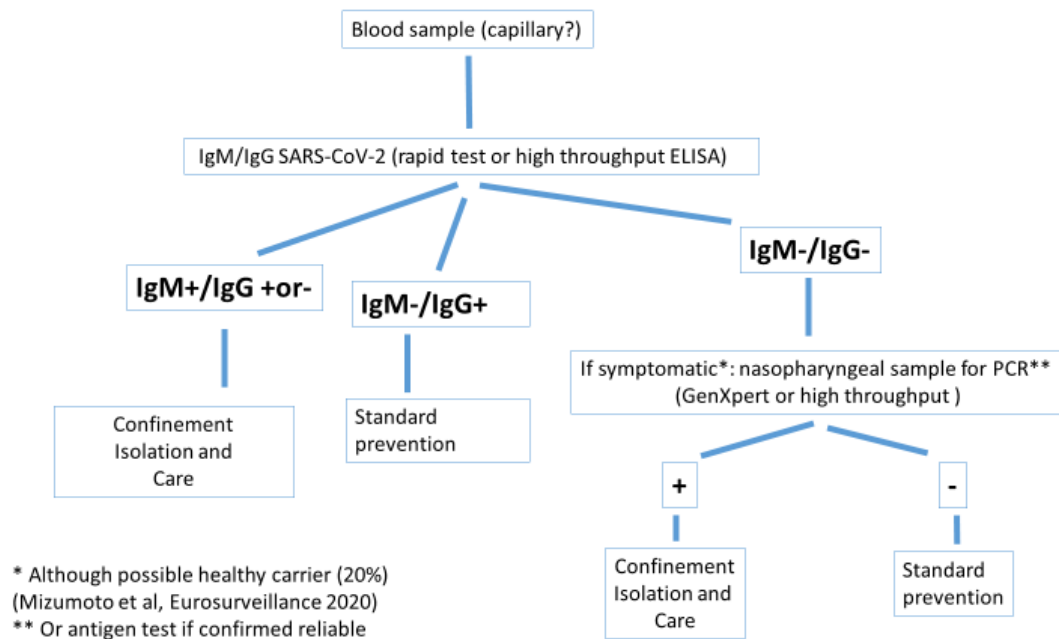 Blood sample (capillary?)
IgM/IgG SARS-CoV-2 (rapid test or high throughput ELISA)
IgM+/IgG +or-
IgM-/IgG+
IgM-/IgG-
Confinement
Isolation and
Care
Standard
prevention
If symptomatic*: nasopharyngeal sample for PCR**
(GenXpert or high throughput )
+
-
Confinement
Isolation and
Care
Standard
prevention
* Although possible healthy carrier (20%)
(Mizumoto et al, Eurosurveillance 2020)
** Or antigen test if confirmed reliable